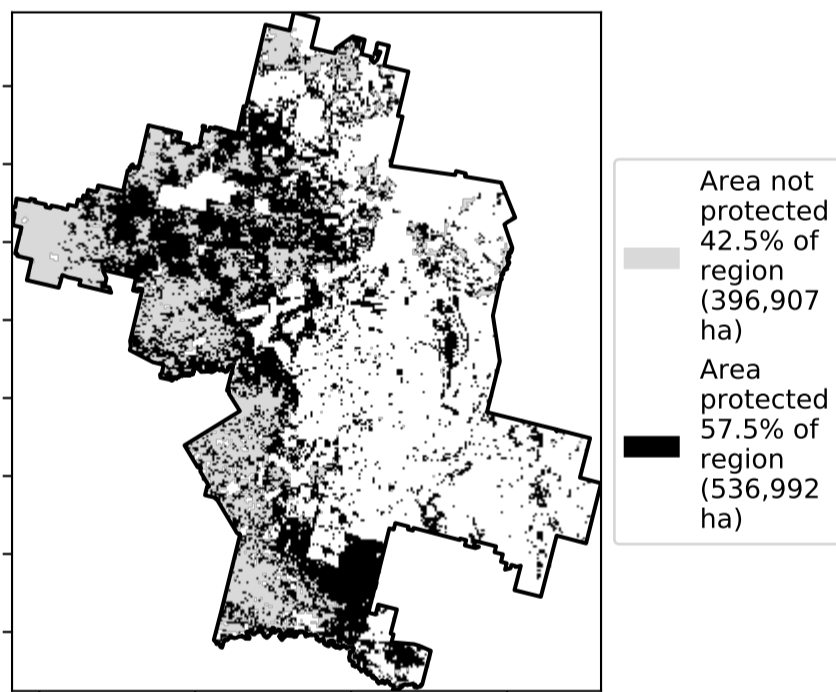 Area not
protected
42.5% of
region
(396,907
ha)
Area
protected
57.5% of
region
(536,992
ha)